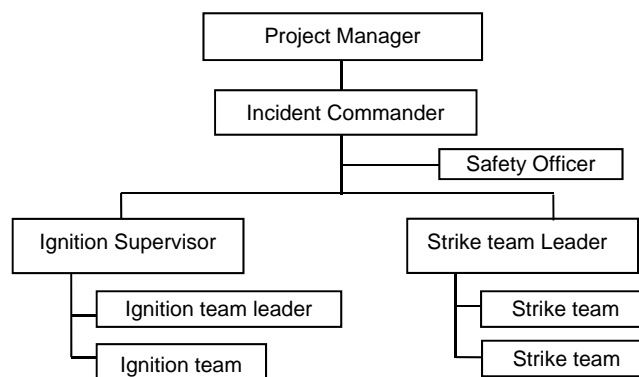 Project Manager
Incident Commander
Safety Officer
Ignition Supervisor
Strike team Leader
Ignition team leader
Strike team
Ignition team
Strike team